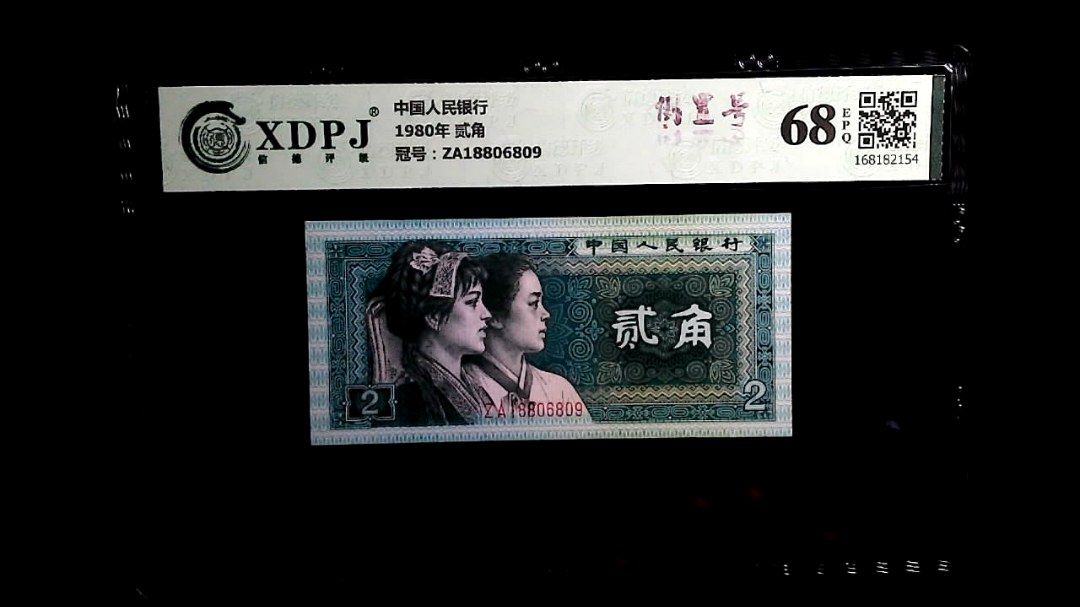 XDPJ®
信德评级
中国人民银行
1980年 贰角
冠号：ZA18806809
倒置号
68
EPQ
168182154
中国人民银行
贰角
2
2
ZA18806809